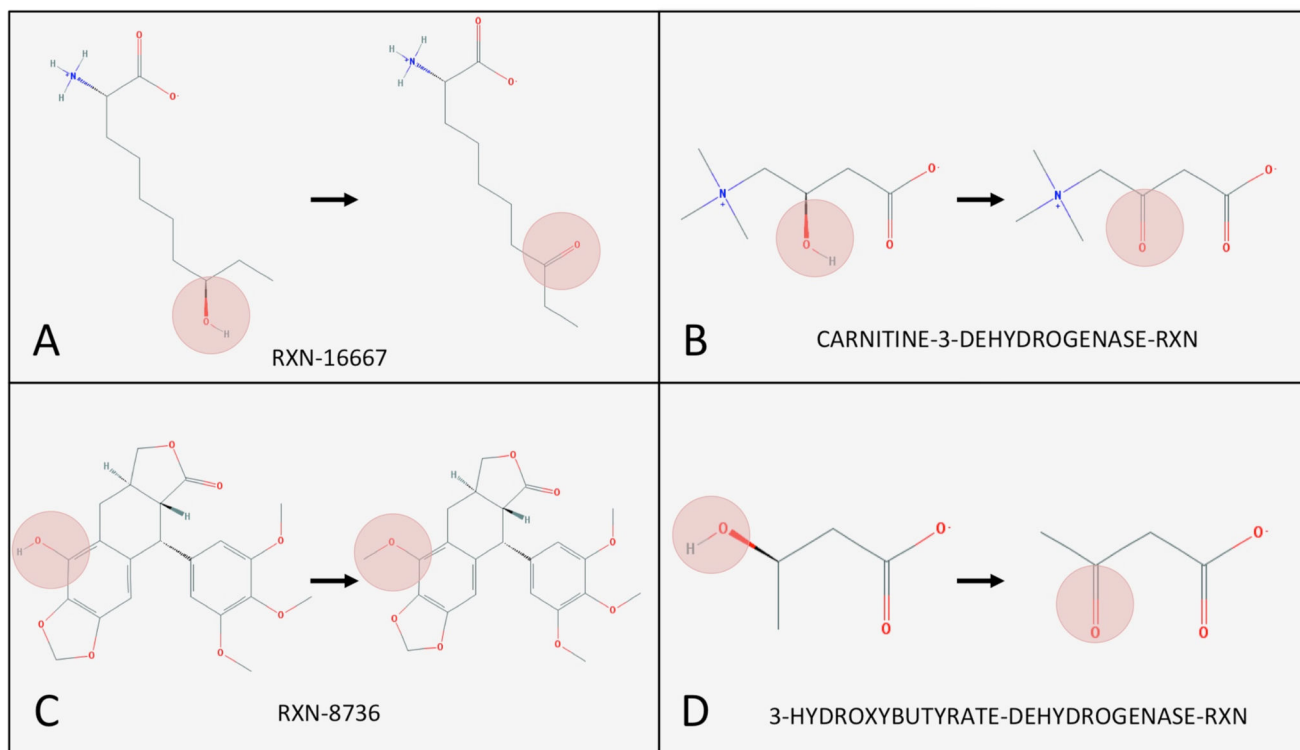 H H O
H N+ O-
H
O H
A
RXN-16667
H H O
N+ O-
H
O
N+ O-
O H O
N+ O-
O O
B
CARNITINE-3-DEHYDROGENASE-RXN
O
H O
H
H O
O
O O
O O
C
RXN-8736
O
H O
H
O
O
O O
O O
O O-
H
O
O-
O O
D
3-HYDROXYBUTYRATE-DEHYDROGENASE-RXN